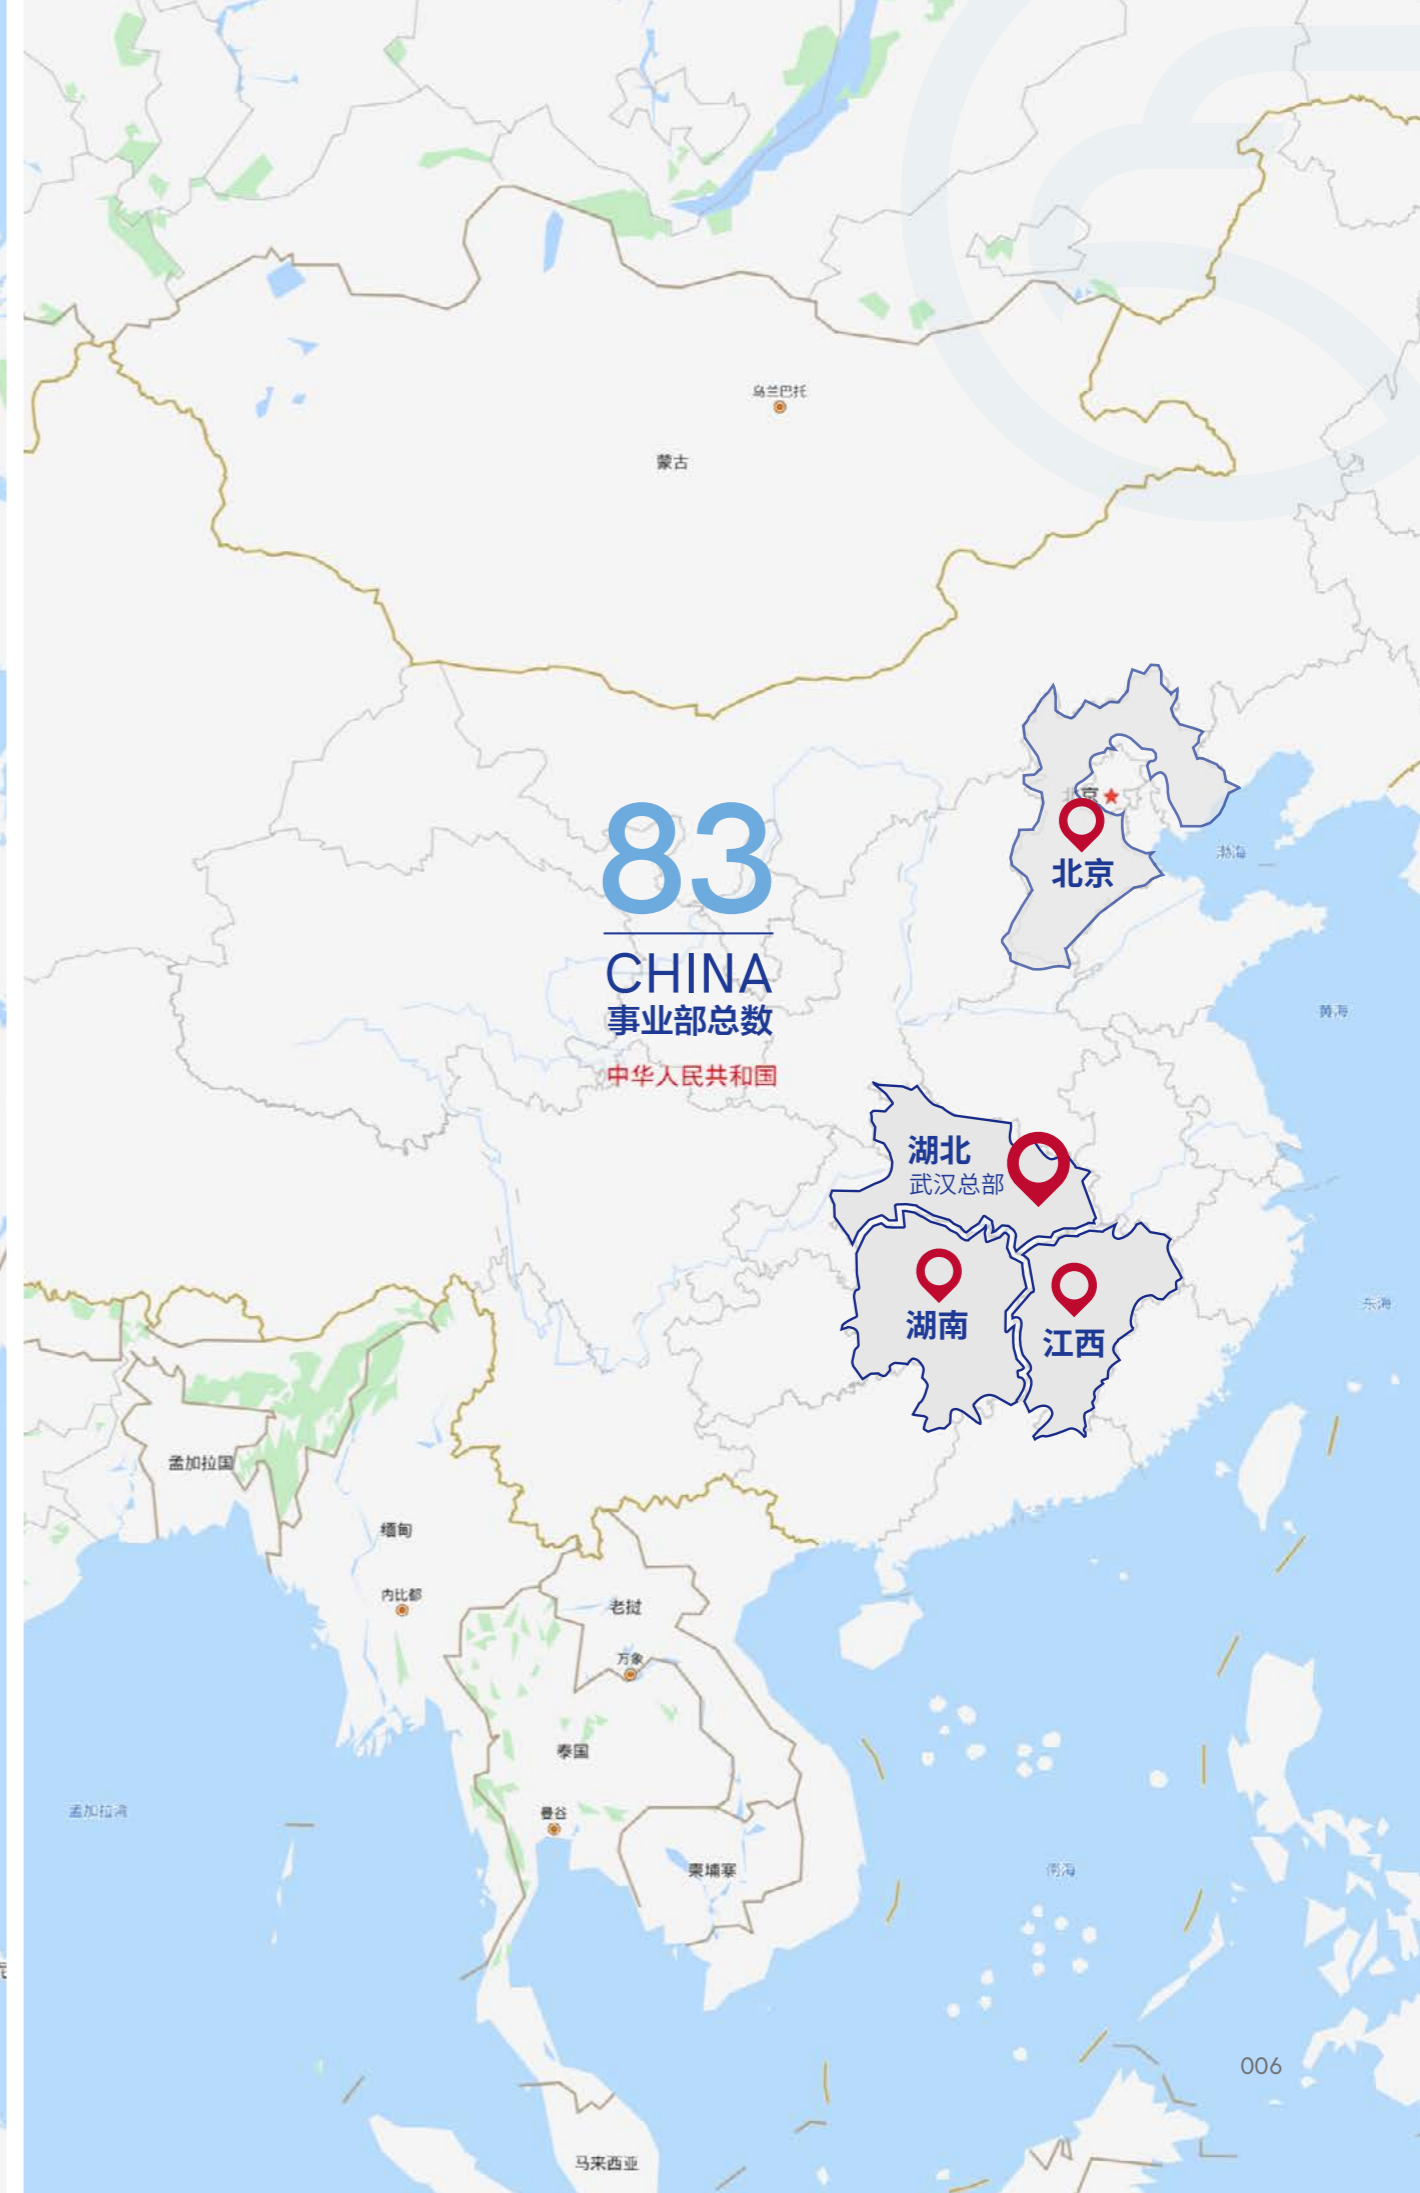 乌兰巴托
蒙古
83
CHINA
事业部总数
中华人民共和国
北京
渤海
黄海
湖北
武汉总部
湖南
江西
东海
孟加拉国
缅甸
内比都
老挝
万象
泰国
曼谷
孟加拉湾
柬埔寨
南海
006
马来西亚